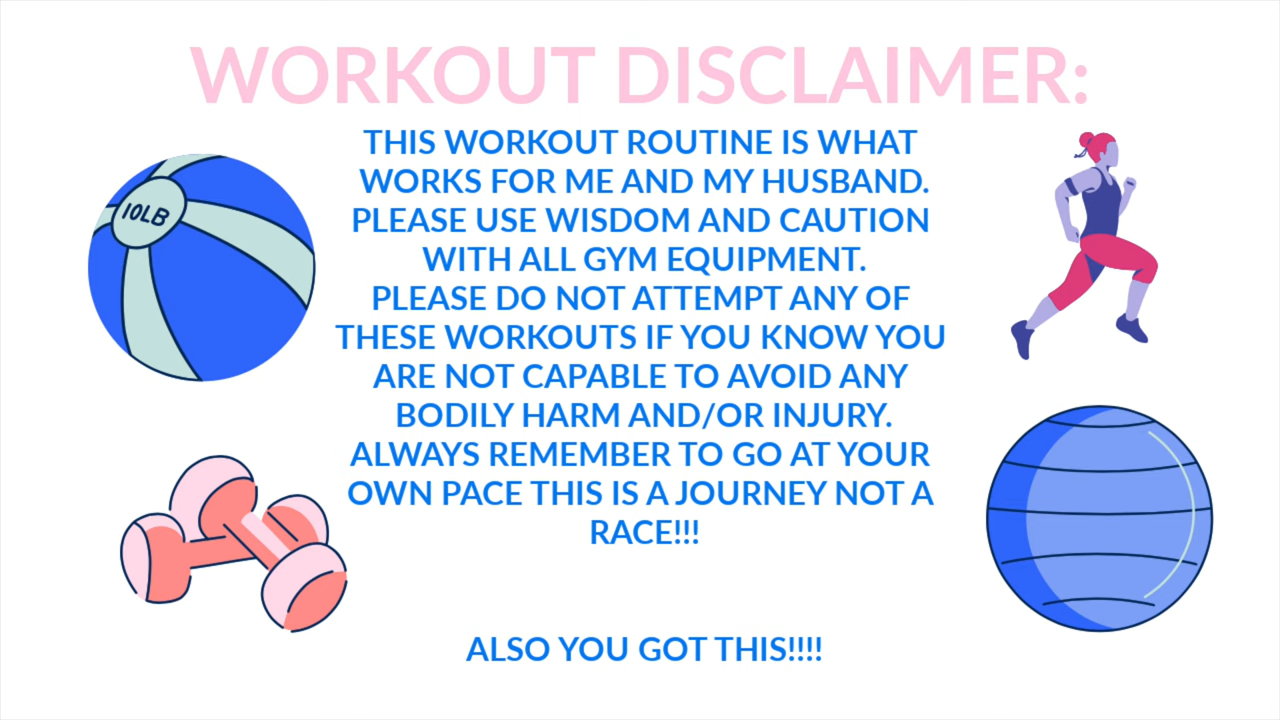 WORKOUT DISCLAIMER:
THIS WORKOUT ROUTINE IS WHAT
WORKS FOR ME AND MY HUSBAND.
PLEASE USE WISDOM AND CAUTION
WITH ALL GYM EQUIPMENT.
PLEASE DO NOT ATTEMPT ANY OF
THESE WORKOUTS IF YOU KNOW YOU
ARE NOT CAPABLE TO AVOID ANY
BODILY HARM AND/OR INJURY.
ALWAYS REMEMBER TO GO AT YOUR
OWN PACE THIS IS A JOURNEY NOT A
RACE!!!
ALSO YOU GOT THIS!!!!
10LB